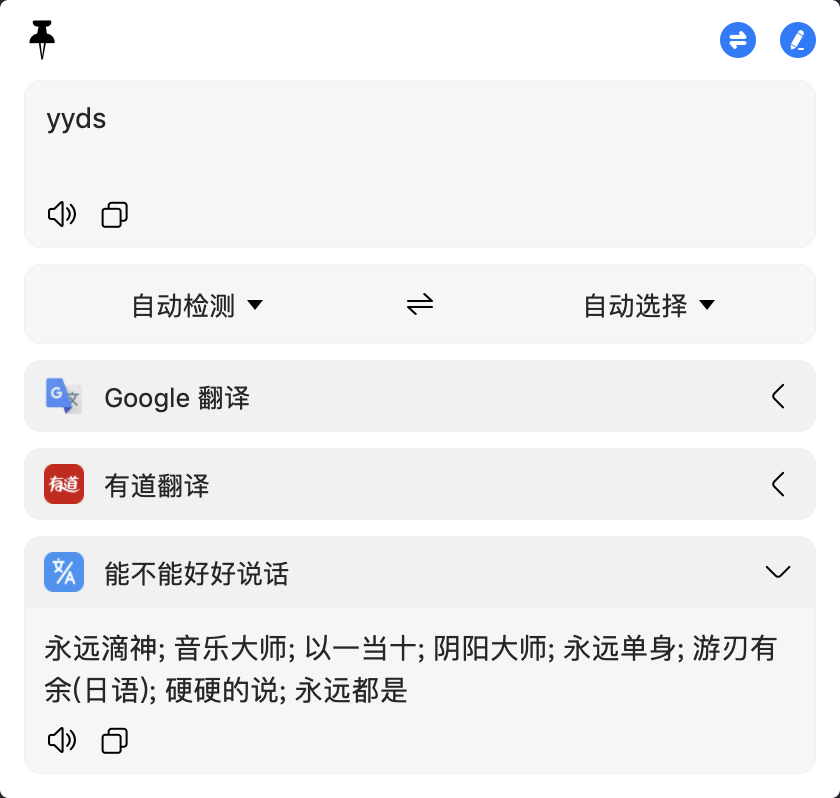 yyds
自动检测
自动选择
Google 翻译
有道
有道翻译
能不能好好说话
永远滴神; 音乐大师; 以一当十; 阴阳大师; 永远单身; 游刃有
余(日语); 硬硬的说; 永远都是